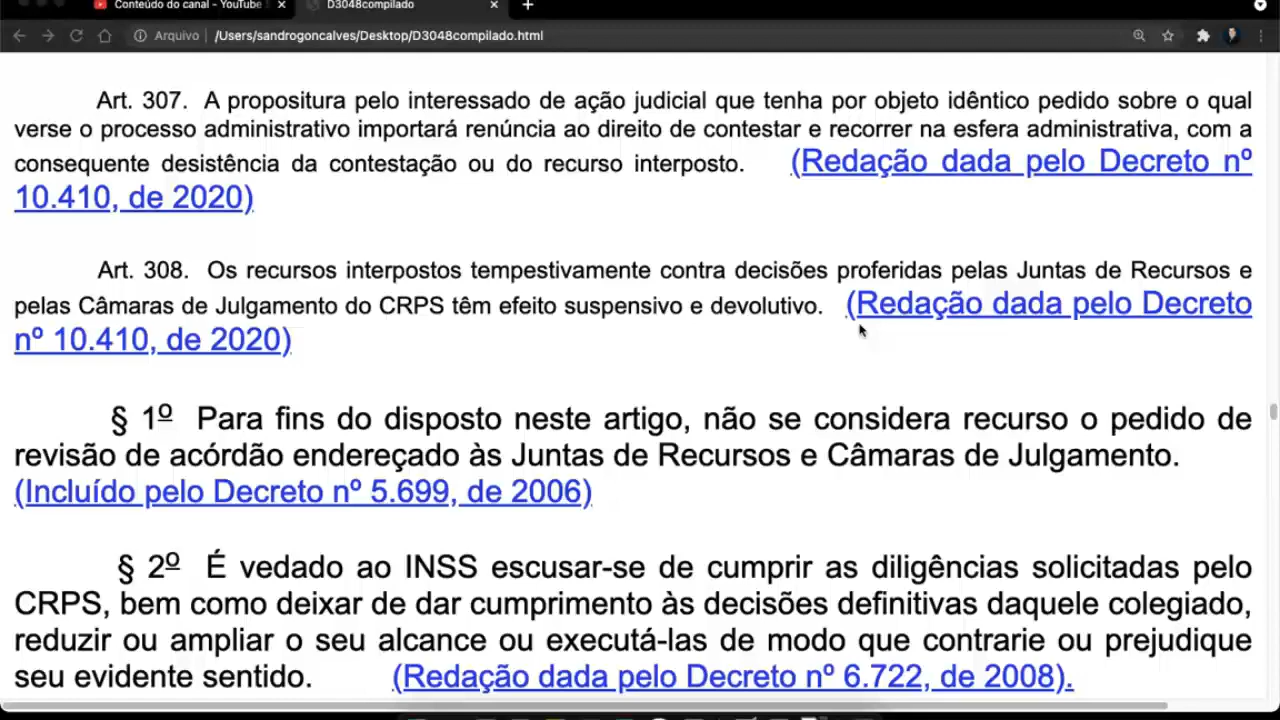 Conteúdo do canal - YouTube
D3048compilado
Arquivo | /Users/sandrogoncalves/Desktop/D3048compilado.html
Art. 307. A propositura pelo interessado de ação judicial que tenha por objeto idêntico pedido sobre o qual
verse o processo administrativo importará renúncia ao direito de contestar e recorrer na esfera administrativa, com a
consequente desistência da contestação ou do recurso interposto. (Redação dada pelo Decreto nº
10.410, de 2020)
Art. 308. Os recursos interpostos tempestivamente contra decisões proferidas pelas Juntas de Recursos e
pelas Câmaras de Julgamento do CRPS têm efeito suspensivo e devolutivo. (Redação dada pelo Decreto
nº 10.410, de 2020)
§ 1º Para fins do disposto neste artigo, não se considera recurso o pedido de
revisão de acórdão endereçado às Juntas de Recursos e Câmaras de Julgamento.
(Incluído pelo Decreto nº 5.699, de 2006)
§ 2º É vedado ao INSS escusar-se de cumprir as diligências solicitadas pelo
CRPS, bem como deixar de dar cumprimento às decisões definitivas daquele colegiado,
reduzir ou ampliar o seu alcance ou executá-las de modo que contrarie ou prejudique
seu evidente sentido. (Redação dada pelo Decreto nº 6.722, de 2008).